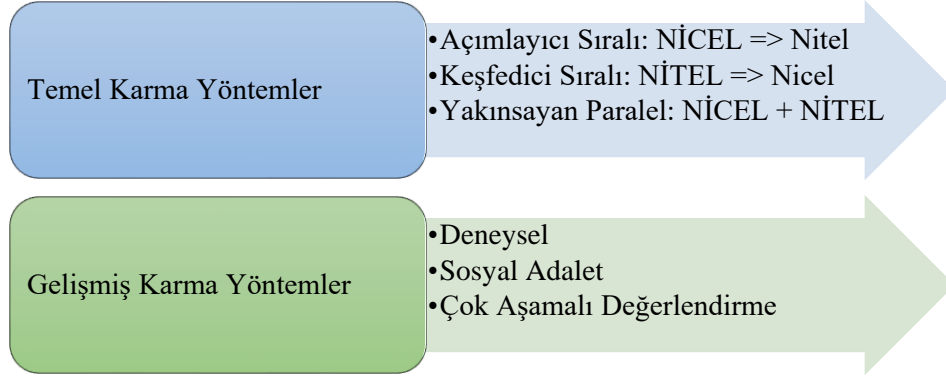 Temel Karma Yöntemler
•Açımlayıcı Sıralı: NİCEL => Nitel
•Keşfedici Sıralı: NİTEL => Nicel
•Yakınsayan Paralel: NİCEL + NİTEL
Gelişmiş Karma Yöntemler
•Deneysel
•Sosyal Adalet
•Çok Aşamalı Değerlendirme